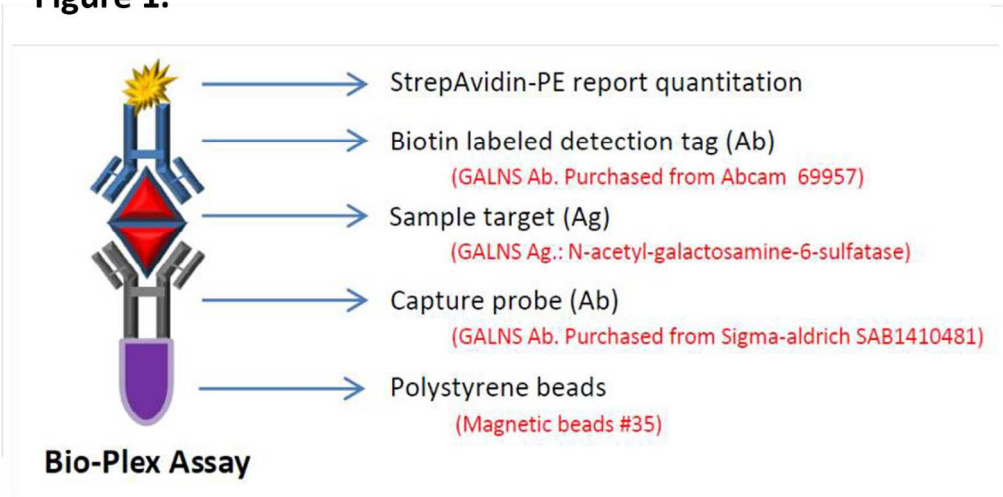 Figure 1.
StrepAvidin-PE report quantitation
Biotin labeled detection tag (Ab)
(GALNS Ab. Purchased from Abcam 69957)
Sample target (Ag)
(GALNS Ag.: N-acetyl-galactosamine-6-sulfatase)
Capture probe (Ab)
(GALNS Ab. Purchased from Sigma-aldrich SAB1410481)
Polystyrene beads
(Magnetic beads #35)
Bio-Plex Assay